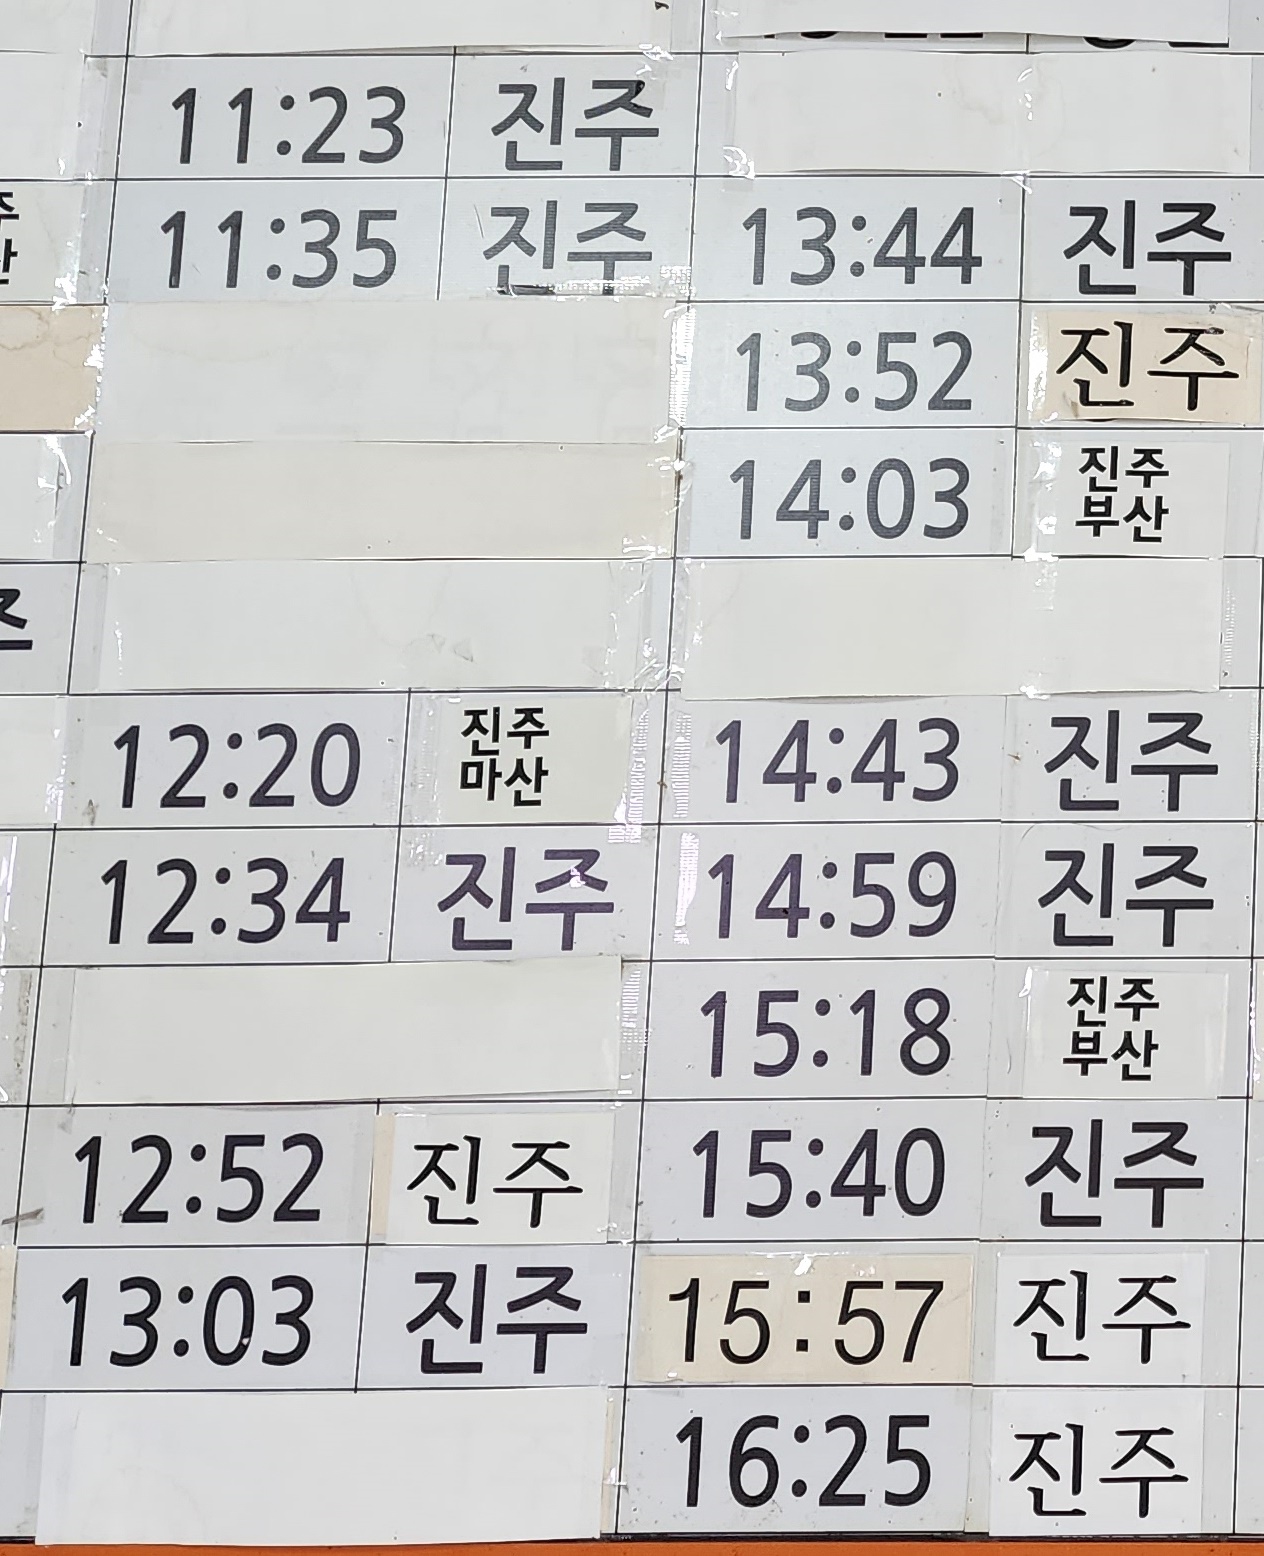 11:23 진주
11:35 진주
12:20 진주
마산
12:34 진주
12:52 진주
13:03 진주
13:44 진주
13:52 진주
14:03 진주
부산
14:43 진주
14:59 진주
15:18 진주
부산
15:40 진주
15:57 진주
16:25 진주